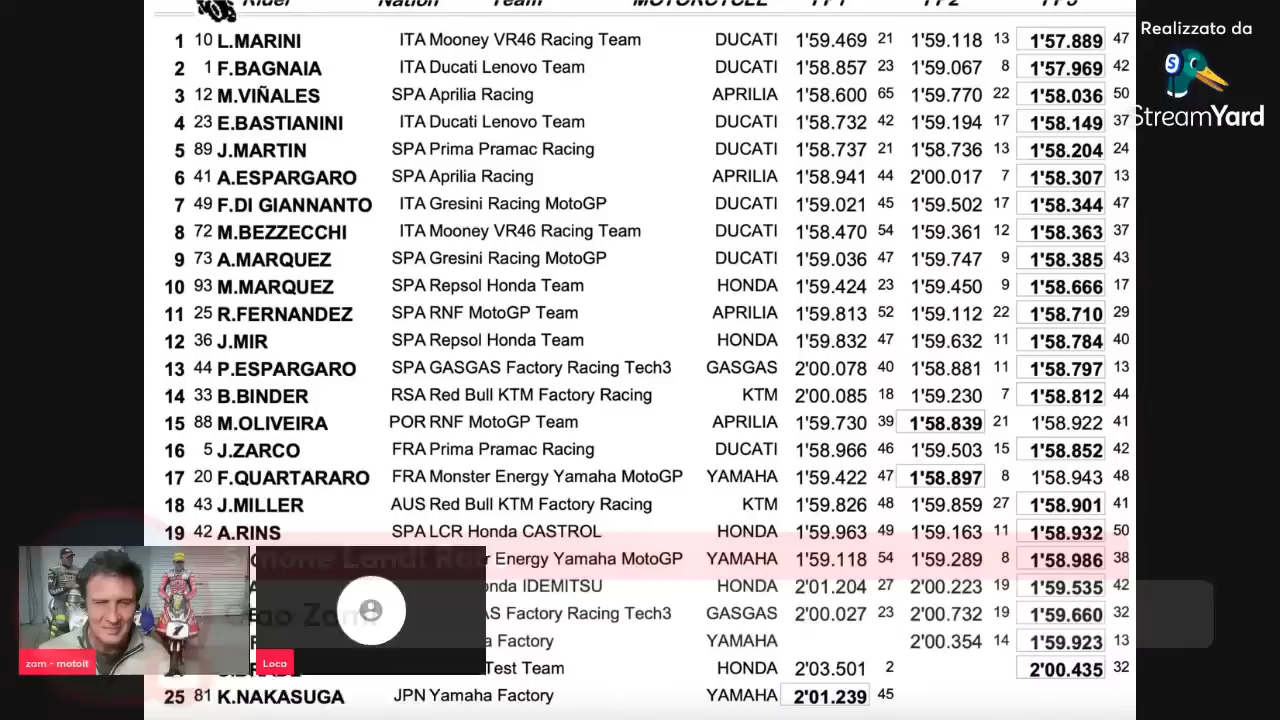 Rider Nation Team MOTORCYCLE FP1 FP2 FP3
1 10 L.MARINI ITA Mooney VR46 Racing Team DUCATI 1'59.469 21 1'59.118 13 1'57.889 47
2 1 F.BAGNAIA ITA Ducati Lenovo Team DUCATI 1'58.857 23 1'59.067 8 1'57.969 42
3 12 M.VIÑALES SPA Aprilia Racing APRILIA 1'58.600 65 1'59.770 22 1'58.036 50
4 23 E.BASTIANINI ITA Ducati Lenovo Team DUCATI 1'58.732 42 1'59.194 17 1'58.149 37
5 89 J.MARTIN SPA Prima Pramac Racing DUCATI 1'58.737 21 1'58.736 13 1'58.204 24
6 41 A.ESPARGARO SPA Aprilia Racing APRILIA 1'58.941 44 2'00.017 7 1'58.307 13
7 49 F.DI GIANNANTO ITA Gresini Racing MotoGP DUCATI 1'59.021 45 1'59.502 17 1'58.344 47
8 72 M.BEZZECCHI ITA Mooney VR46 Racing Team DUCATI 1'58.470 54 1'59.361 12 1'58.363 37
9 73 A.MARQUEZ SPA Gresini Racing MotoGP DUCATI 1'59.036 47 1'59.747 9 1'58.385 43
10 93 M.MARQUEZ SPA Repsol Honda Team HONDA 1'59.424 23 1'59.450 9 1'58.666 17
11 25 R.FERNANDEZ SPA RNF MotoGP Team APRILIA 1'59.813 52 1'59.112 22 1'58.710 29
12 36 J.MIR SPA Repsol Honda Team HONDA 1'59.832 47 1'59.632 11 1'58.784 40
13 44 P.ESPARGARO SPA GASGAS Factory Racing Tech3 GASGAS 2'00.078 40 1'58.881 11 1'58.797 13
14 33 B.BINDER RSA Red Bull KTM Factory Racing KTM 2'00.085 18 1'59.230 7 1'58.812 44
15 88 M.OLIVEIRA POR RNF MotoGP Team APRILIA 1'59.730 39 1'58.839 21 1'58.922 41
16 5 J.ZARCO FRA Prima Pramac Racing DUCATI 1'58.966 46 1'59.503 15 1'58.852 42
17 20 F.QUARTARARO FRA Monster Energy Yamaha MotoGP YAMAHA 1'59.422 47 1'58.897 8 1'58.943 48
18 43 J.MILLER AUS Red Bull KTM Factory Racing KTM 1'59.826 48 1'59.859 27 1'58.901 41
19 42 A.RINS SPA LCR Honda CASTROL HONDA 1'59.963 49 1'59.163 11 1'58.932 50
Energy Yamaha MotoGP YAMAHA 1'59.118 54 1'59.289 8 1'58.986 38
onda IDEMITSU HONDA 2'01.204 27 2'00.223 19 1'59.535 42
AS Factory Racing Tech3 GASGAS 2'00.027 23 2'00.732 19 1'59.660 32
a Factory YAMAHA 2'00.354 14 1'59.923 13
Test Team HONDA 2'03.501 2 2'00.435 32
25 81 K.NAKASUGA JPN Yamaha Factory YAMAHA 2'01.239 45
Realizzato da
StreamYard
Simone Landi
Ciao Zam
zam - motoit
Loca